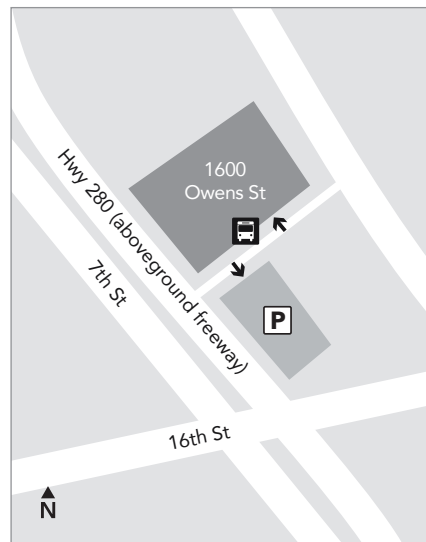 1600
Owens St
Hwy 280 (aboveground freeway)
7th St
P
16th St
N